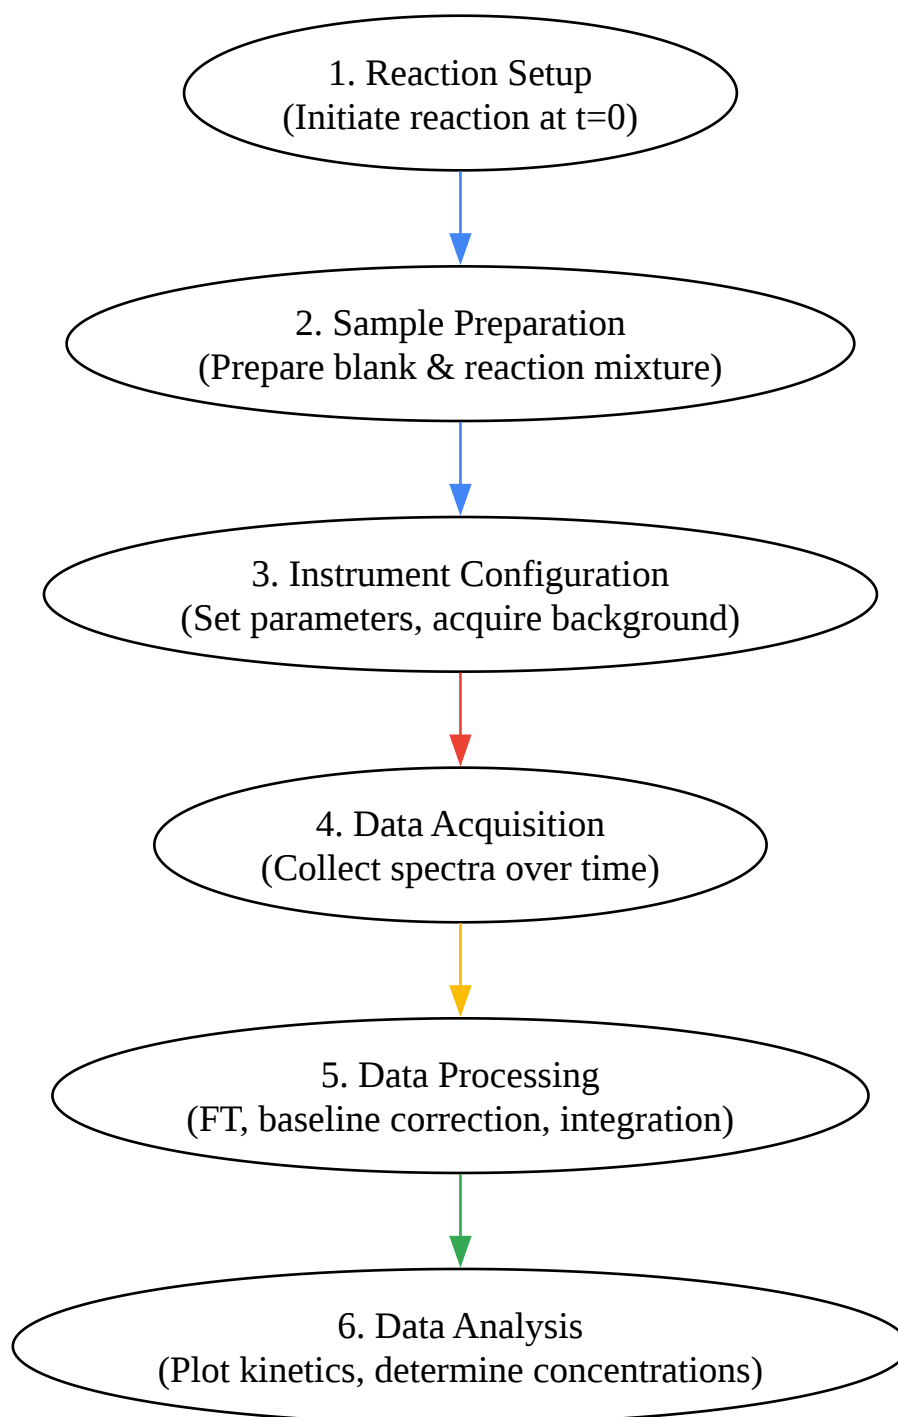 1. Reaction Setup
(Initiate reaction at t=0)
2. Sample Preparation
(Prepare blank & reaction mixture)
3. Instrument Configuration
(Set parameters, acquire background)
4. Data Acquisition
(Collect spectra over time)
5. Data Processing
(FT, baseline correction, integration)
6. Data Analysis
(Plot kinetics, determine concentrations)